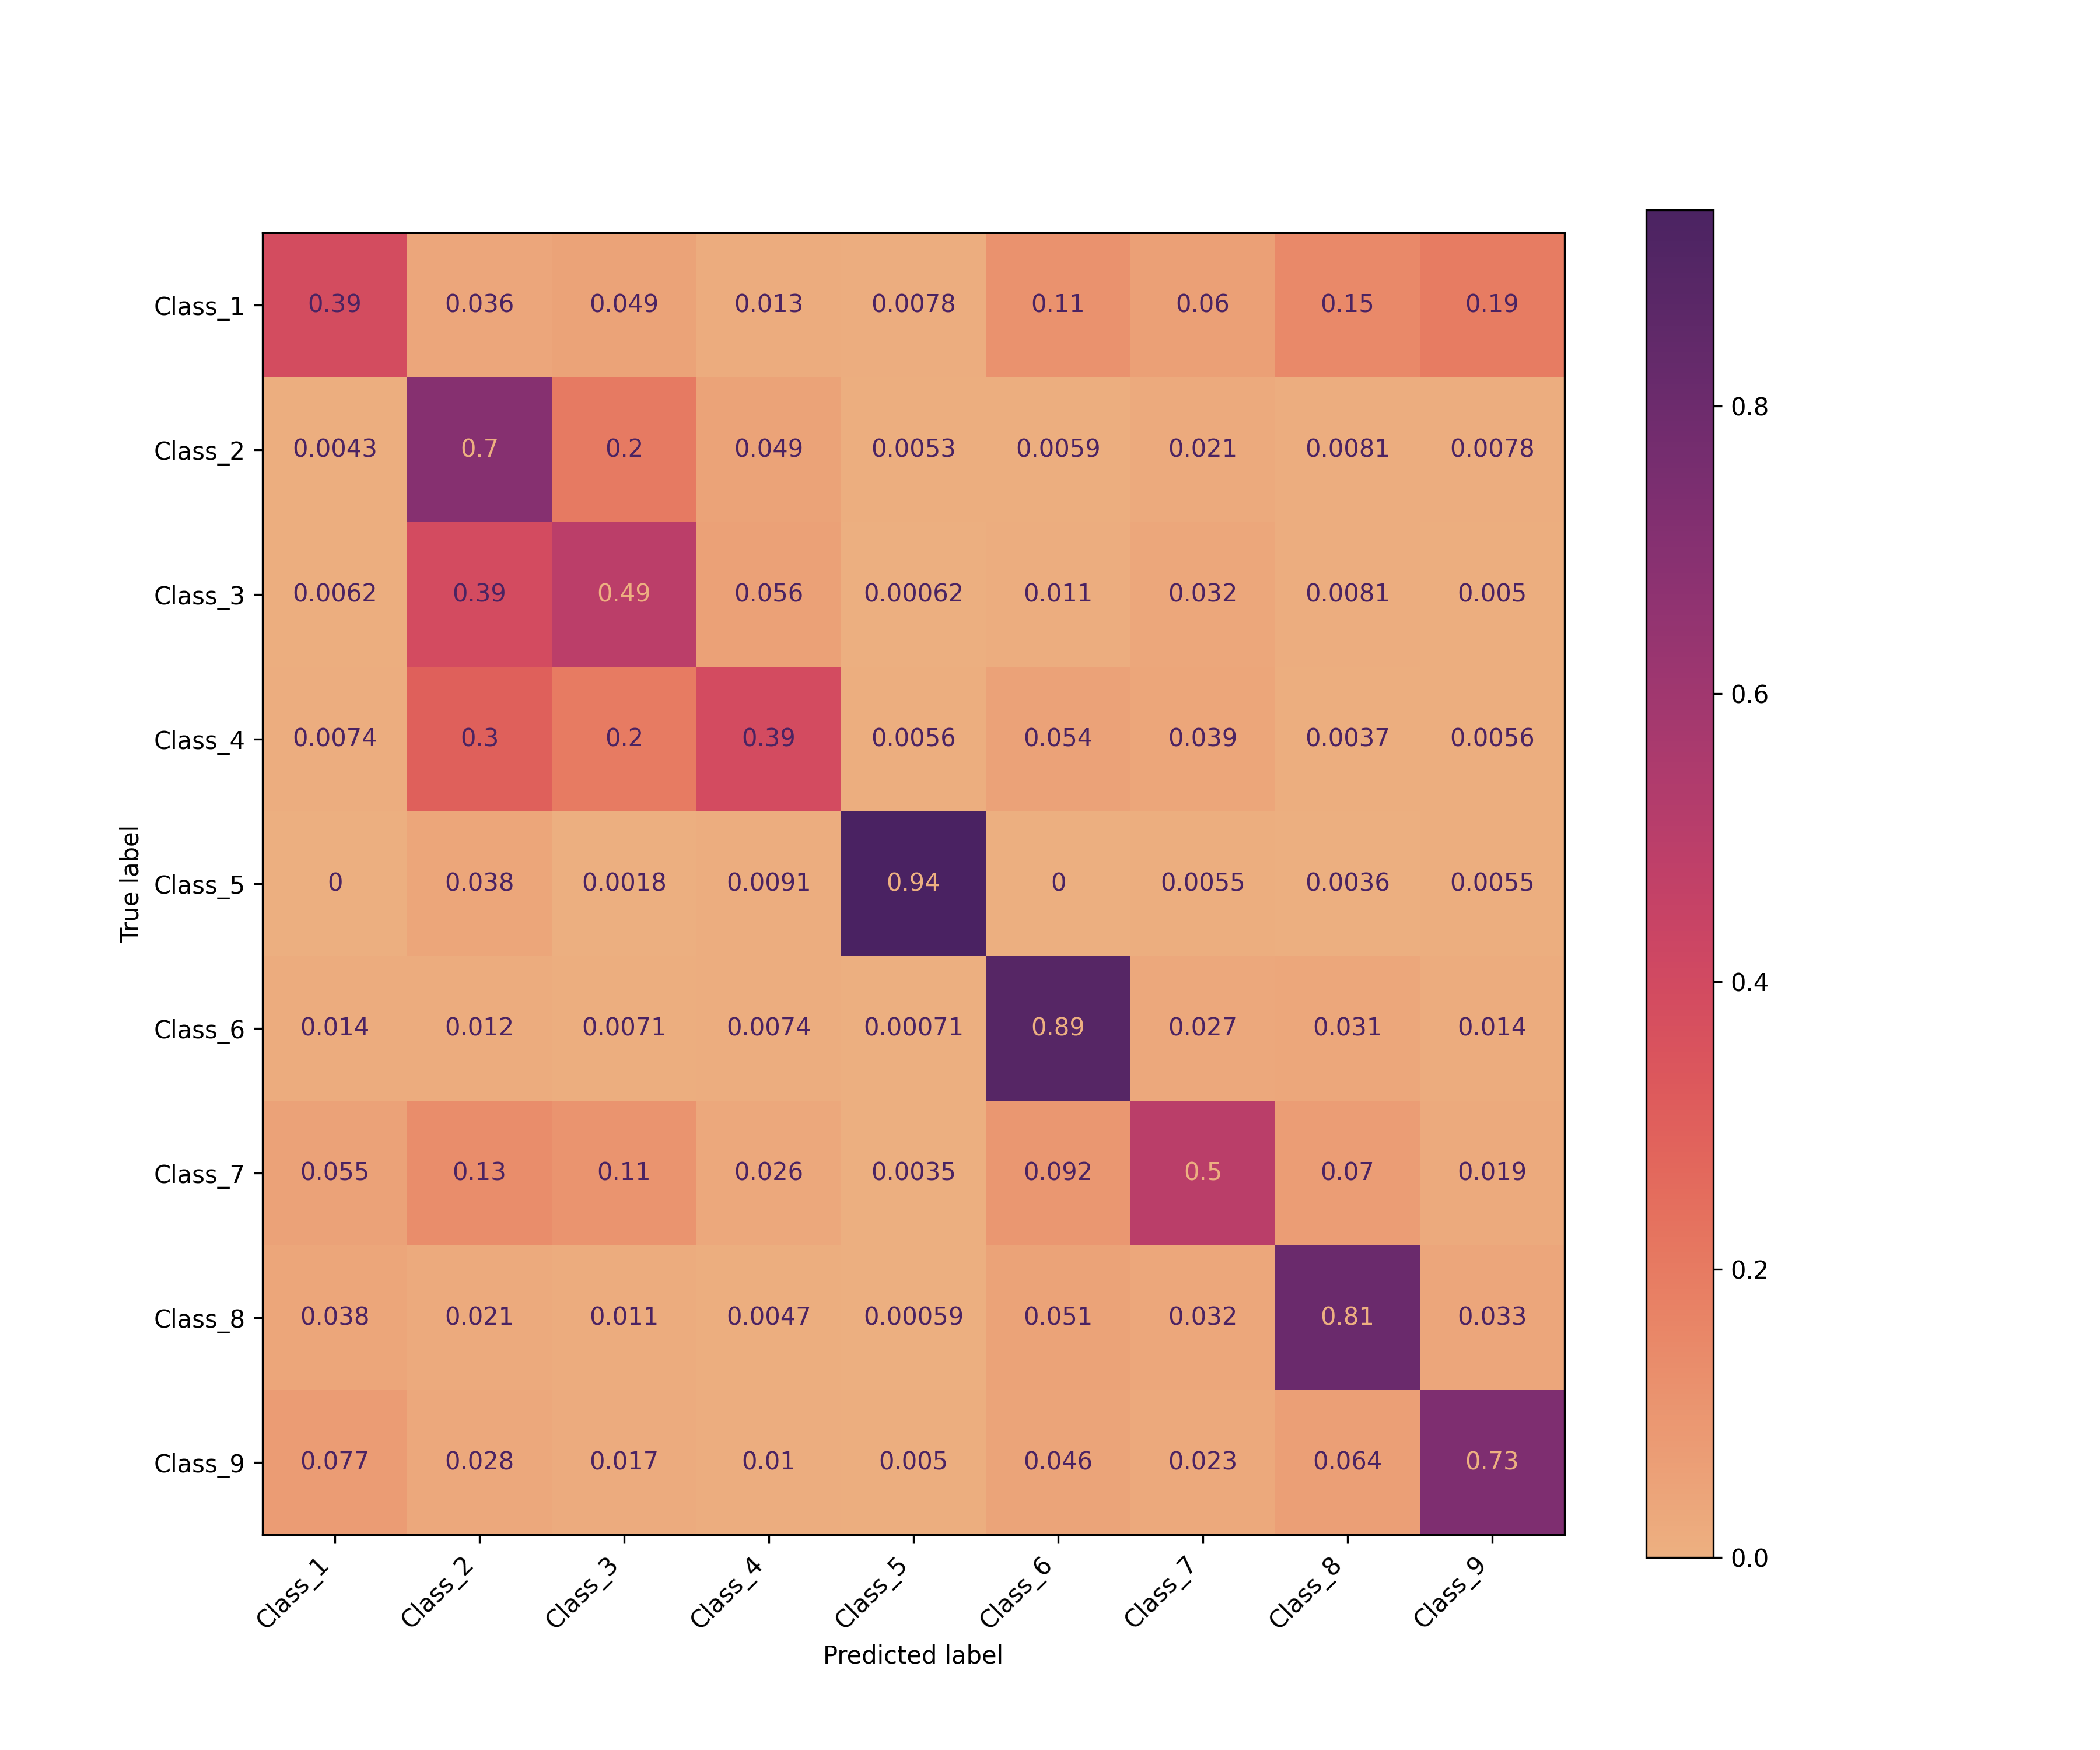 Class_1 0.39 0.036 0.049 0.013 0.0078 0.11 0.06 0.15 0.19
Class_2 0.0043 0.7 0.2 0.049 0.0053 0.0059 0.021 0.0081 0.0078
Class_3 0.0062 0.39 0.49 0.056 0.00062 0.011 0.032 0.0081 0.005
Class_4 0.0074 0.3 0.2 0.39 0.0056 0.054 0.039 0.0037 0.0056
Class_5 0 0.038 0.0018 0.0091 0.94 0 0.0055 0.0036 0.0055
Class_6 0.014 0.012 0.0071 0.0074 0.00071 0.89 0.027 0.031 0.014
Class_7 0.055 0.13 0.11 0.026 0.0035 0.092 0.5 0.07 0.019
Class_8 0.038 0.021 0.011 0.0047 0.00059 0.051 0.032 0.81 0.033
Class_9 0.077 0.028 0.017 0.01 0.005 0.046 0.023 0.064 0.73
True label
Class_1 Class_2 Class_3 Class_4 Class_5 Class_6 Class_7 Class_8 Class_9
Predicted label
0.8
0.6
0.4
0.2
0.0